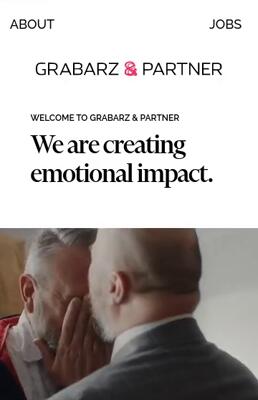 ABOUT
JOBS
GRABARZ & PARTNER
WELCOME TO GRABARZ & PARTNER
We are creating
emotional impact.